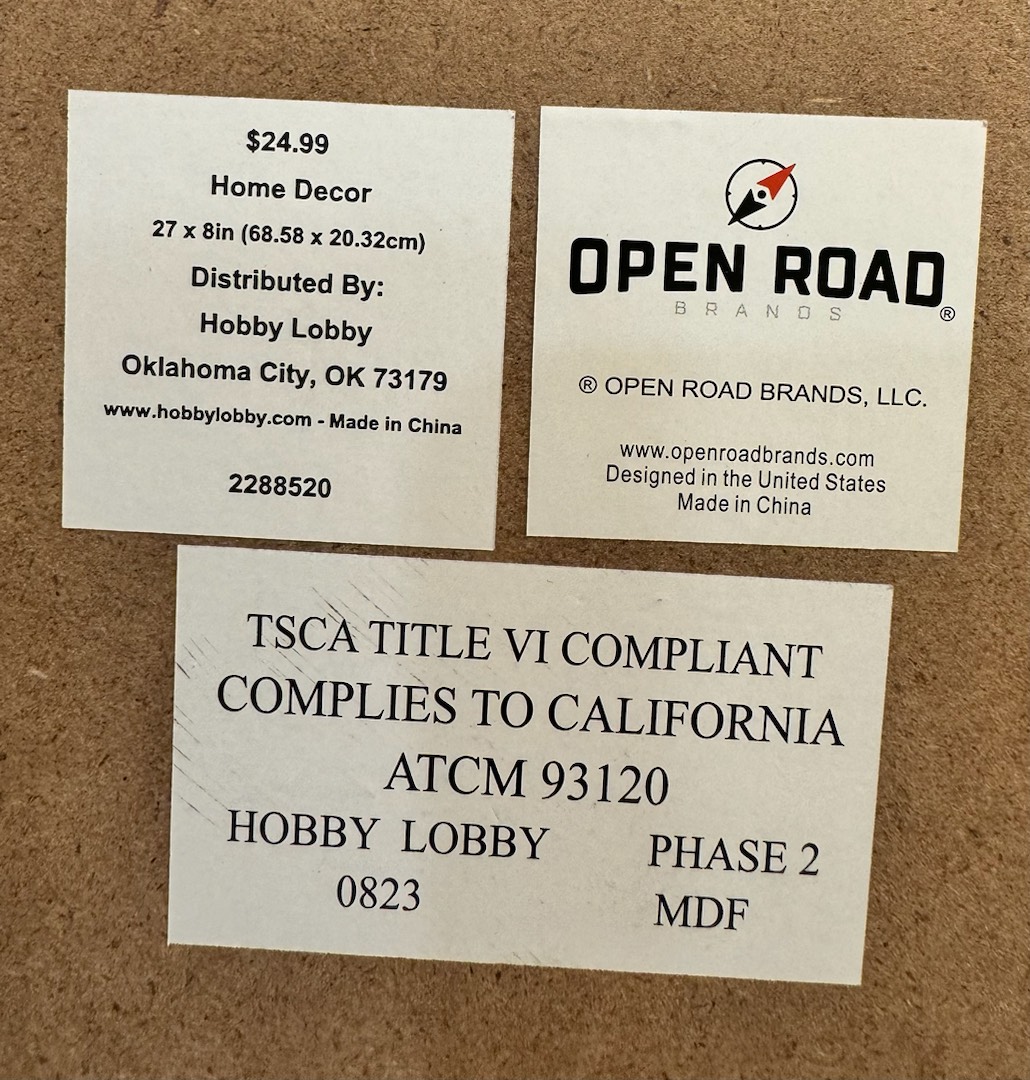 $24.99
Home Decor
27 x 8in (68.58 x 20.32cm)
Distributed By:
Hobby Lobby
Oklahoma City, OK 73179
www.hobbylobby.com - Made in China
2288520
OPEN ROAD
BRANDS®
® OPEN ROAD BRANDS, LLC.
www.openroadbrands.com
Designed in the United States
Made in China
TSCA TITLE VI COMPLIANT
COMPLIES TO CALIFORNIA
ATCM 93120
HOBBY LOBBY PHASE 2
0823 MDF